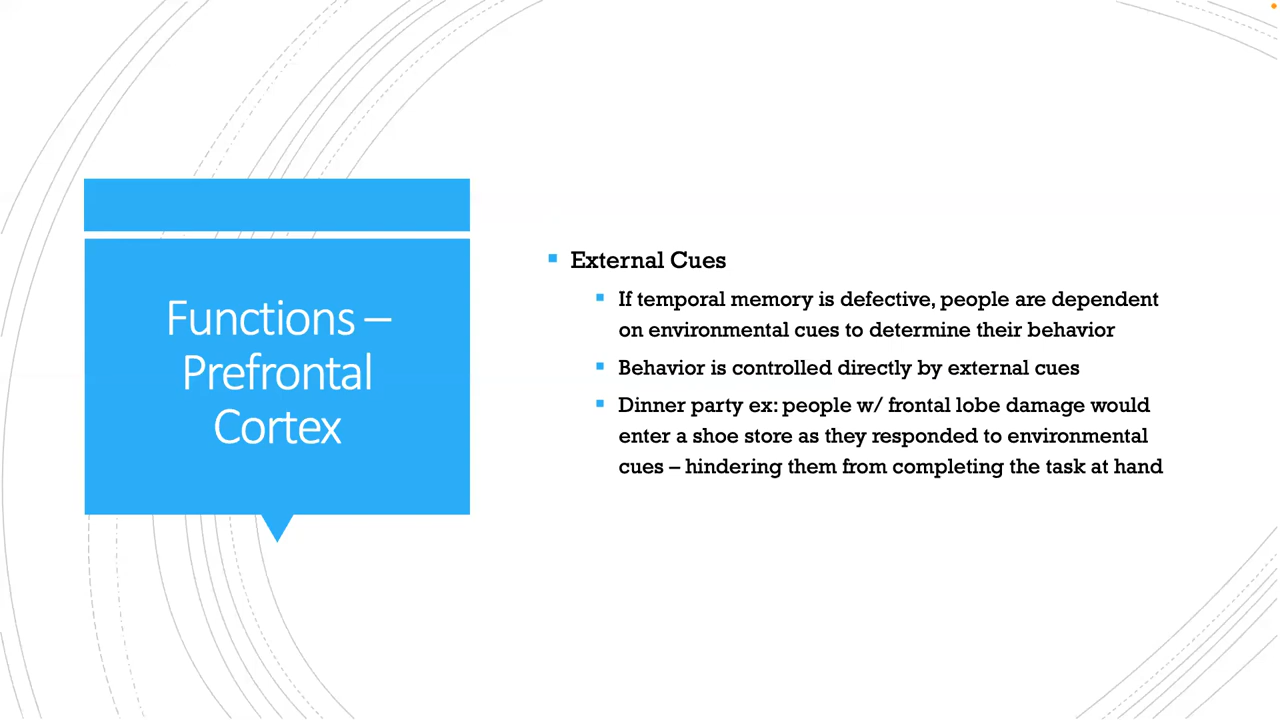 Functions –
Prefrontal
Cortex
External Cues
If temporal memory is defective, people are dependent
on environmental cues to determine their behavior
Behavior is controlled directly by external cues
Dinner party ex: people w/ frontal lobe damage would
enter a shoe store as they responded to environmental
cues – hindering them from completing the task at hand